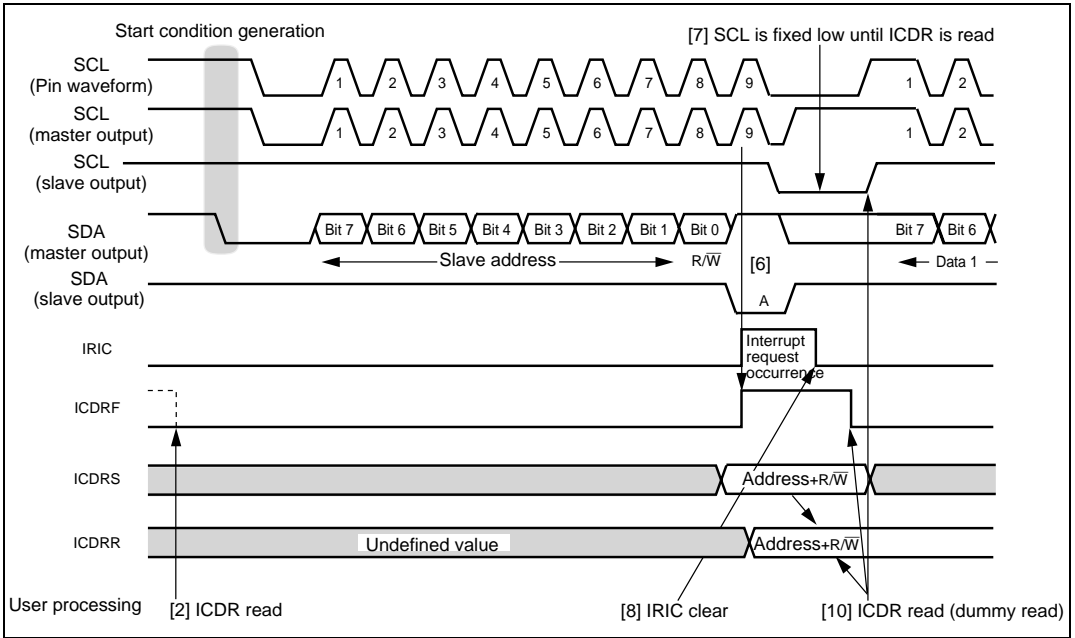 Start condition generation
[7] SCL is fixed low until ICDR is read
SCL
(Pin waveform)
1 2 3 4 5 6 7 8 9 1 2
SCL
(master output)
1 2 3 4 5 6 7 8 9 1 2
SCL
(slave output)
SDA
(master output)
Bit 7 Bit 6 Bit 5 Bit 4 Bit 3 Bit 2 Bit 1 Bit 0 Bit 7 Bit 6
Slave address R/W̅ [6] Data 1
SDA
(slave output)
A
IRIC
Interrupt
request
occurrence
ICDRF
ICDRS
Address+R/W̅
ICDRR
Undefined value
Address+R/W̅
User processing
[2] ICDR read
[8] IRIC clear
[10] ICDR read (dummy read)